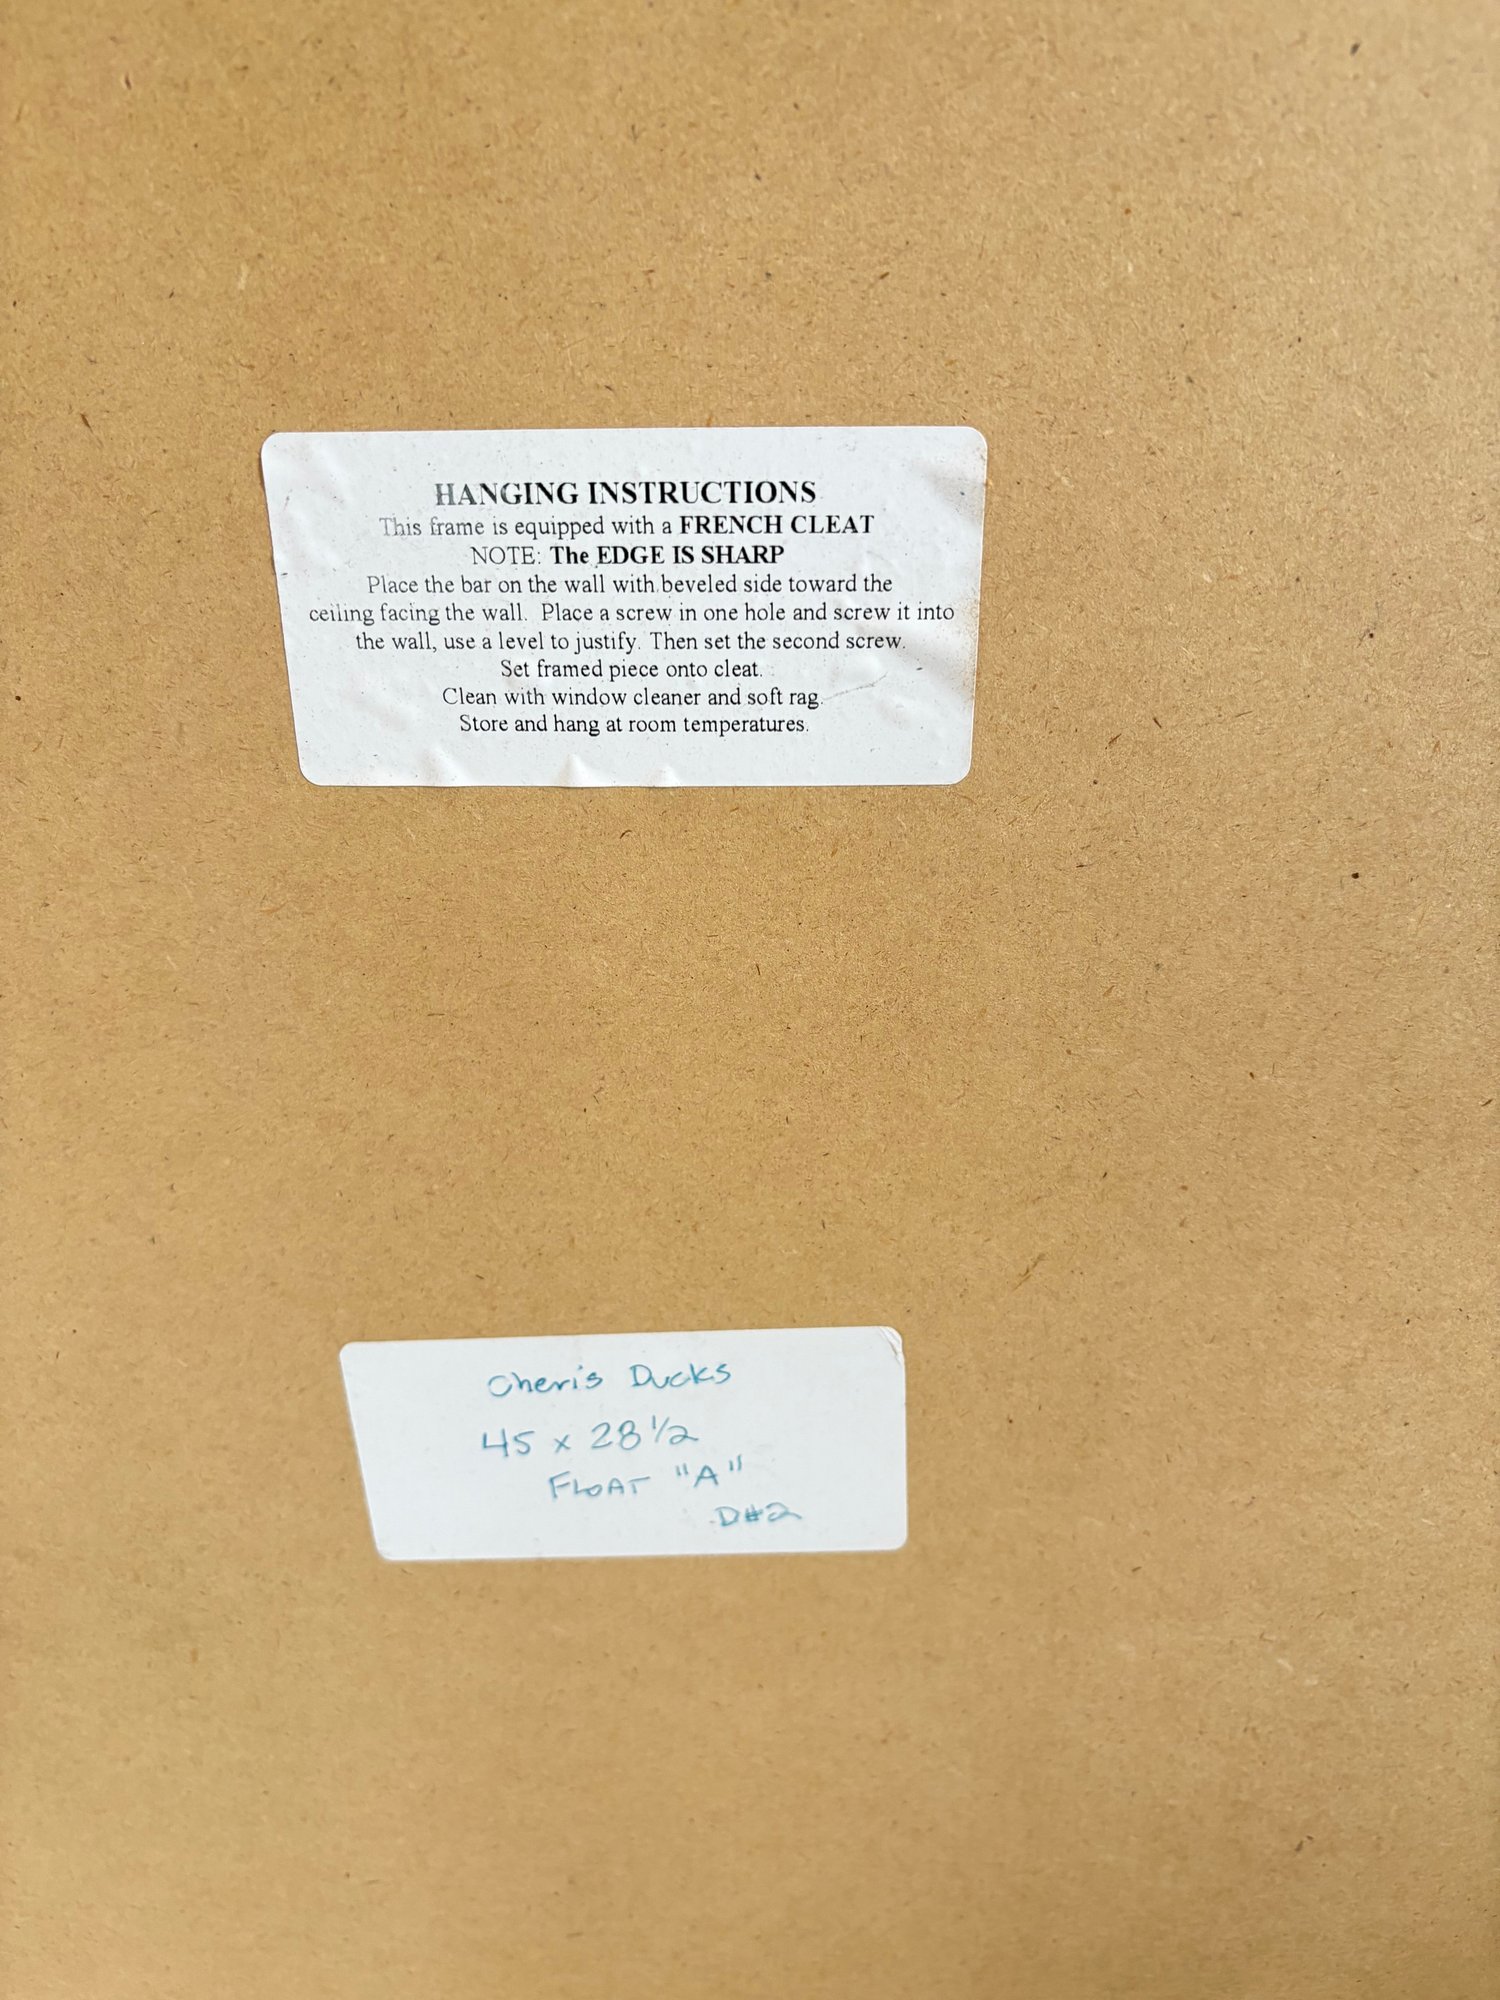 HANGING INSTRUCTIONS
This frame is equipped with a FRENCH CLEAT
NOTE: The EDGE IS SHARP
Place the bar on the wall with beveled side toward the
ceiling facing the wall. Place a screw in one hole and screw it into
the wall, use a level to justify. Then set the second screw.
Set framed piece onto cleat.
Clean with window cleaner and soft rag.
Store and hang at room temperatures.
Cheris Ducks
45 x 28 1/2
FLOAT "A"
D#2